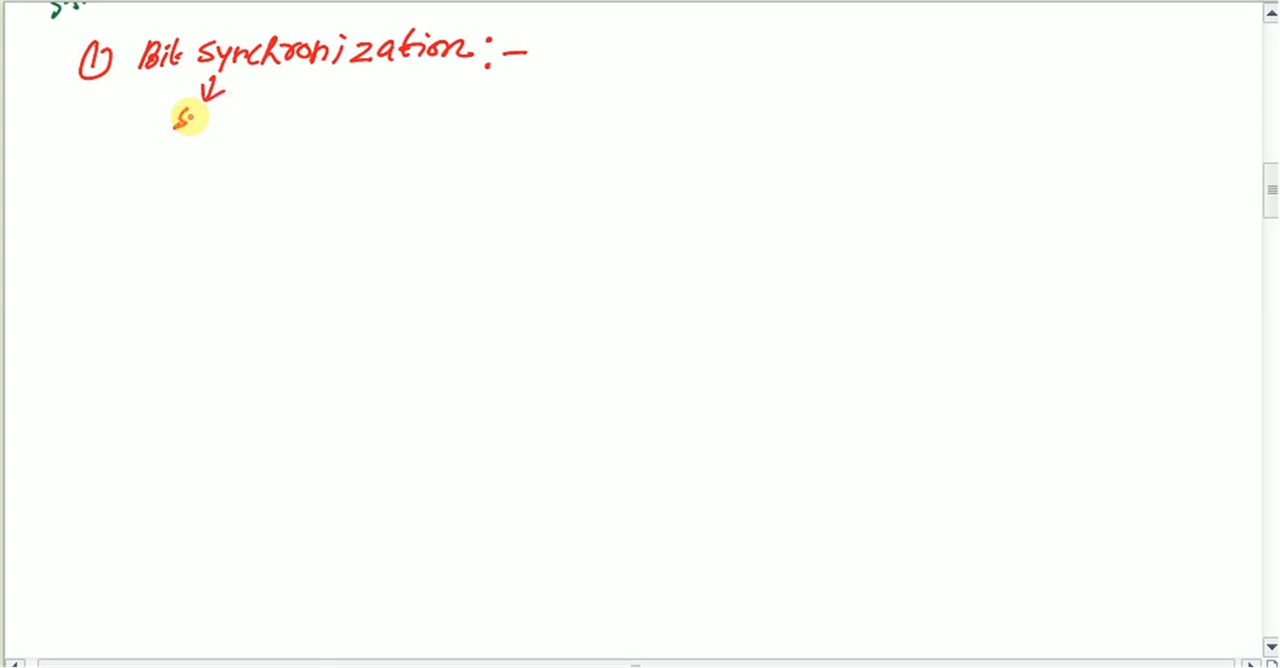 ① Bit synchronization:-
↓
S